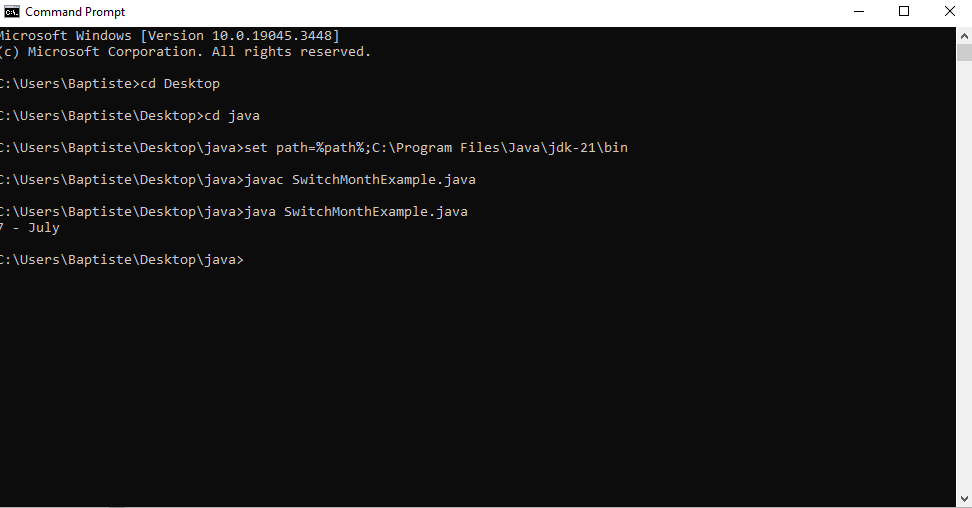 Command Prompt
Microsoft Windows [Version 10.0.19045.3448]
(c) Microsoft Corporation. All rights reserved.
C:\Users\Baptiste>cd Desktop
C:\Users\Baptiste\Desktop>cd java
C:\Users\Baptiste\Desktop\java>set path=%path%;C:\Program Files\Java\jdk-21\bin
C:\Users\Baptiste\Desktop\java>javac SwitchMonthExample.java
C:\Users\Baptiste\Desktop\java>java SwitchMonthExample.java
7 - July
C:\Users\Baptiste\Desktop\java>